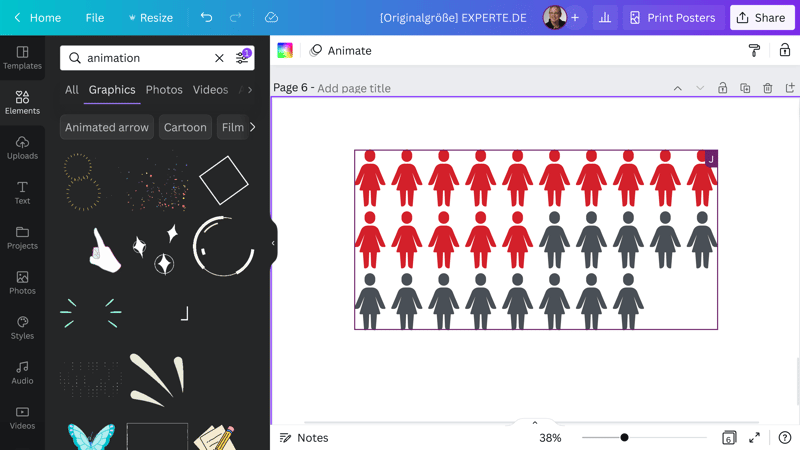 Home File Resize [Originalgröße] EXPERTE.DE + Print Posters Share
Templates
Elements
Uploads
Text
Projects
Photos
Styles
Audio
Videos
animation
1
All Graphics Photos Videos
Animated arrow Cartoon Film
Animate
Page 6 - Add page title
J
Notes 38% 6 ?